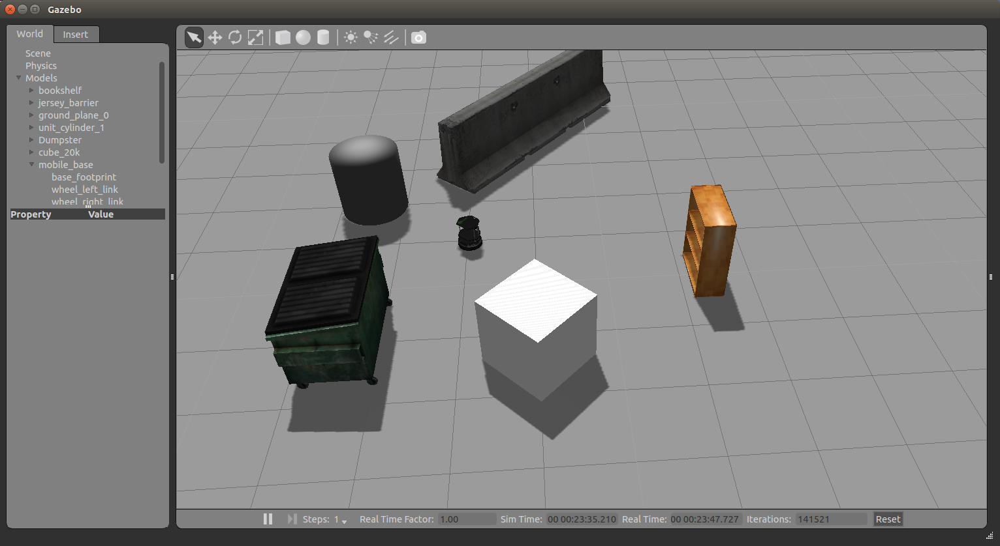 Gazebo
World Insert
Scene
Physics
Models
bookshelf
jersey_barrier
ground_plane_0
unit_cylinder_1
Dumpster
cube_20k
mobile_base
base_footprint
wheel_left_link
wheel_right_link
Property Value
Steps: 1 Real Time Factor: 1.00 Sim Time: 00 00:23:35.210 Real Time: 00 00:23:47.727 Iterations: 141521 Reset